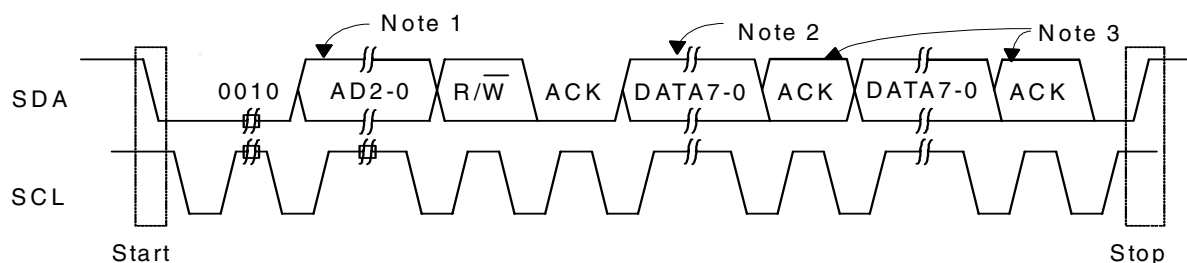 Note 1
Note 2
Note 3
SDA
0010
AD2-0
R/W̅
ACK
DATA7-0
ACK
DATA7-0
ACK
SCL
Start
Stop